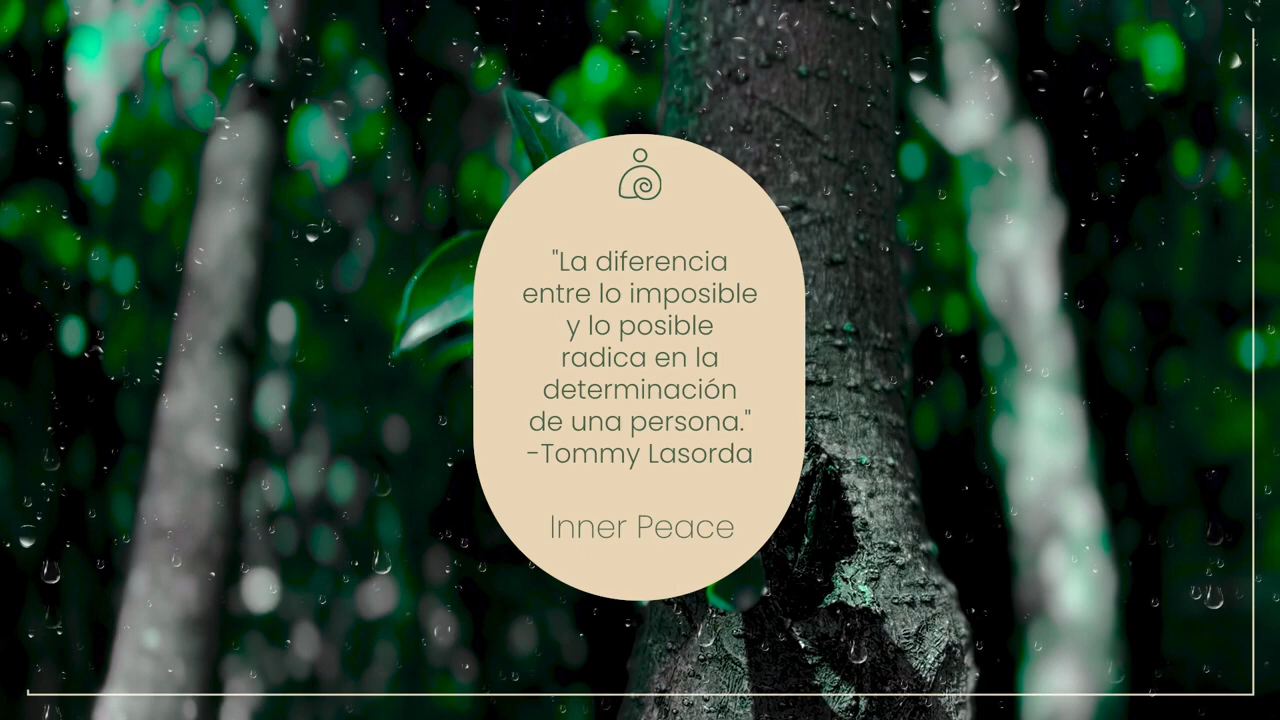 "La diferencia
entre lo imposible
y lo posible
radica en la
determinación
de una persona."
-Tommy Lasorda
Inner Peace